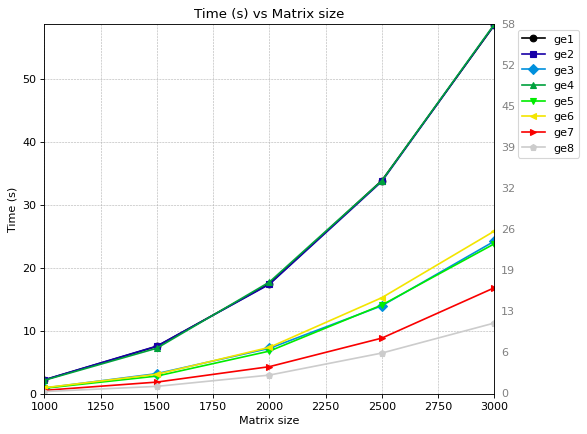 Time (s) vs Matrix size
Time (s)
50
40
30
20
10
0
58
52
45
39
32
26
19
13
6
0
ge1
ge2
ge3
ge4
ge5
ge6
ge7
ge8
1000 1250 1500 1750 2000 2250 2500 2750 3000
Matrix size